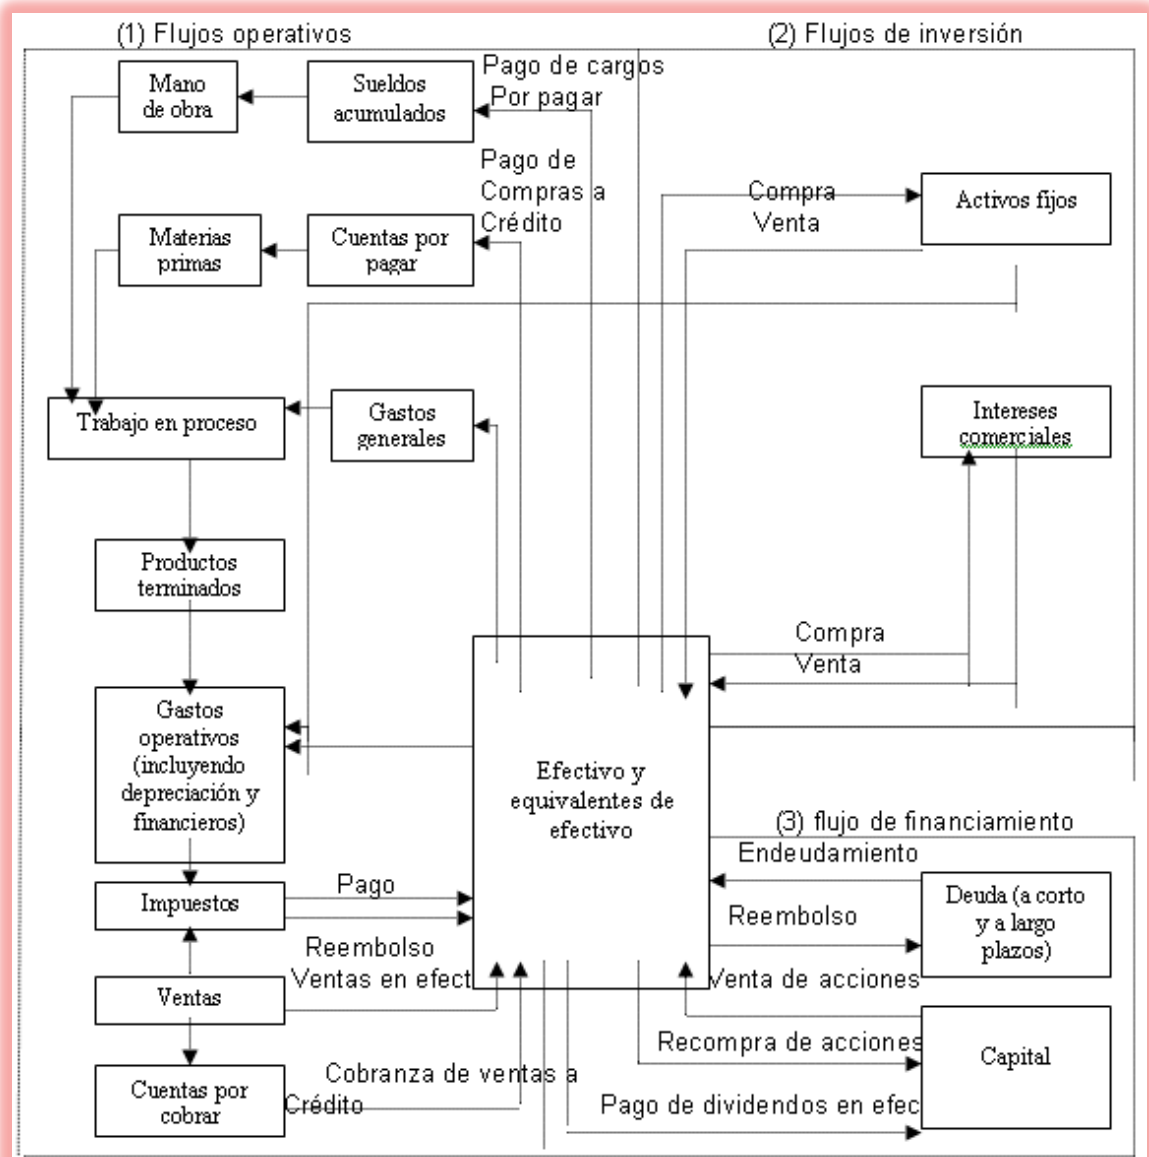 (1) Flujos operativos
(2) Flujos de inversión
Mano
de obra
Sueldos
acumulados
Pago de cargos
Por pagar
Pago de
Compras a
Crédito
Compra
Venta
Activos fijos
Materias
primas
Cuentas por
pagar
Trabajo en proceso
Gastos
generales
Intereses
comerciales
Productos
terminados
Compra
Venta
Gastos
operativos
(incluyendo
depreciación y
financieros)
Efectivo y
equivalentes de
efectivo
(3) flujo de financiamiento
Endeudamiento
Impuestos
Pago
Reembolso
Deuda (a corto
y a largo
plazos)
Reembolso
Ventas en efect
Venta de acciones
Ventas
Recompra de acciones
Capital
Cuentas por
cobrar
Cobranza de ventas a
Crédito
Pago de dividendos en efec